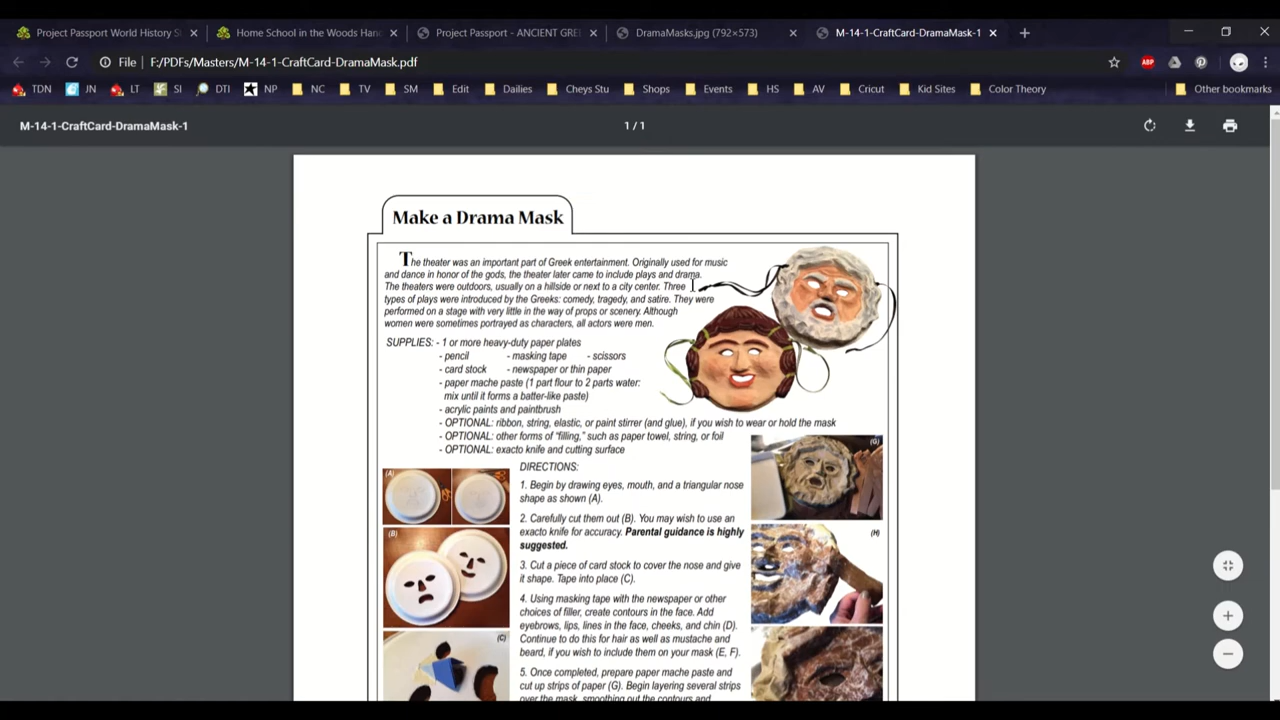 Project Passport World History S
Home School in the Woods Han
Project Passport - ANCIENT GRE
DramaMasks.jpg (792×573)
M-14-1-CraftCard-DramaMask-1
File
F:/PDFs/Masters/M-14-1-CraftCard-DramaMask.pdf
ABP
TDN JN LT SI DTI NP NC TV SM Edit Dailies Cheys Stu Shops Events HS AV Cricut Kid Sites Color Theory Other bookmarks
M-14-1-CraftCard-DramaMask-1
1 / 1
Make a Drama Mask
The theater was an important part of Greek entertainment. Originally used for music
and dance in honor of the gods, the theater later came to include plays and drama.
The theaters were outdoors, usually on a hillside or next to a city center. Three
types of plays were introduced by the Greeks: comedy, tragedy, and satire. They were
performed on a stage with very little in the way of props or scenery. Although
women were sometimes portrayed as characters, all actors were men.
SUPPLIES: - 1 or more heavy-duty paper plates
- pencil - masking tape - scissors
- card stock - newspaper or thin paper
- paper mache paste (1 part flour to 2 parts water:
mix until it forms a batter-like paste)
- acrylic paints and paintbrush
- OPTIONAL: ribbon, string, elastic, or paint stirrer (and glue), if you wish to wear or hold the mask
- OPTIONAL: other forms of "filling," such as paper towel, string, or foil
- OPTIONAL: exacto knife and cutting surface
DIRECTIONS:
1. Begin by drawing eyes, mouth, and a triangular nose
shape as shown (A).
2. Carefully cut them out (B). You may wish to use an
exacto knife for accuracy. Parental guidance is highly
suggested.
3. Cut a piece of card stock to cover the nose and give
it shape. Tape into place (C).
4. Using masking tape with the newspaper or other
choices of filler, create contours in the face. Add
eyebrows, lips, lines in the face, cheeks, and chin (D).
Continue to do this for hair as well as mustache and
beard, if you wish to include them on your mask (E, F).
5. Once completed, prepare paper mache paste and
cut up strips of paper (G). Begin layering several strips
over the mask, smoothing out the contours and
(A)
(B)
(C)
(G)
(H)